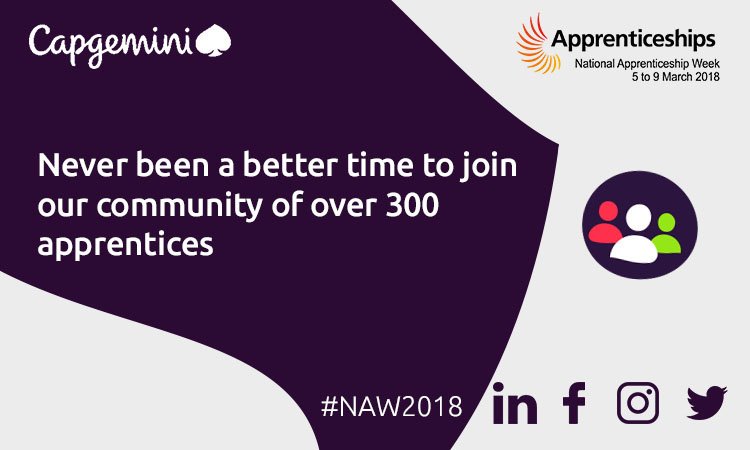 Capgemini
Apprenticeships
National Apprenticeship Week
5 to 9 March 2018
Never been a better time to join
our community of over 300
apprentices
#NAW2018